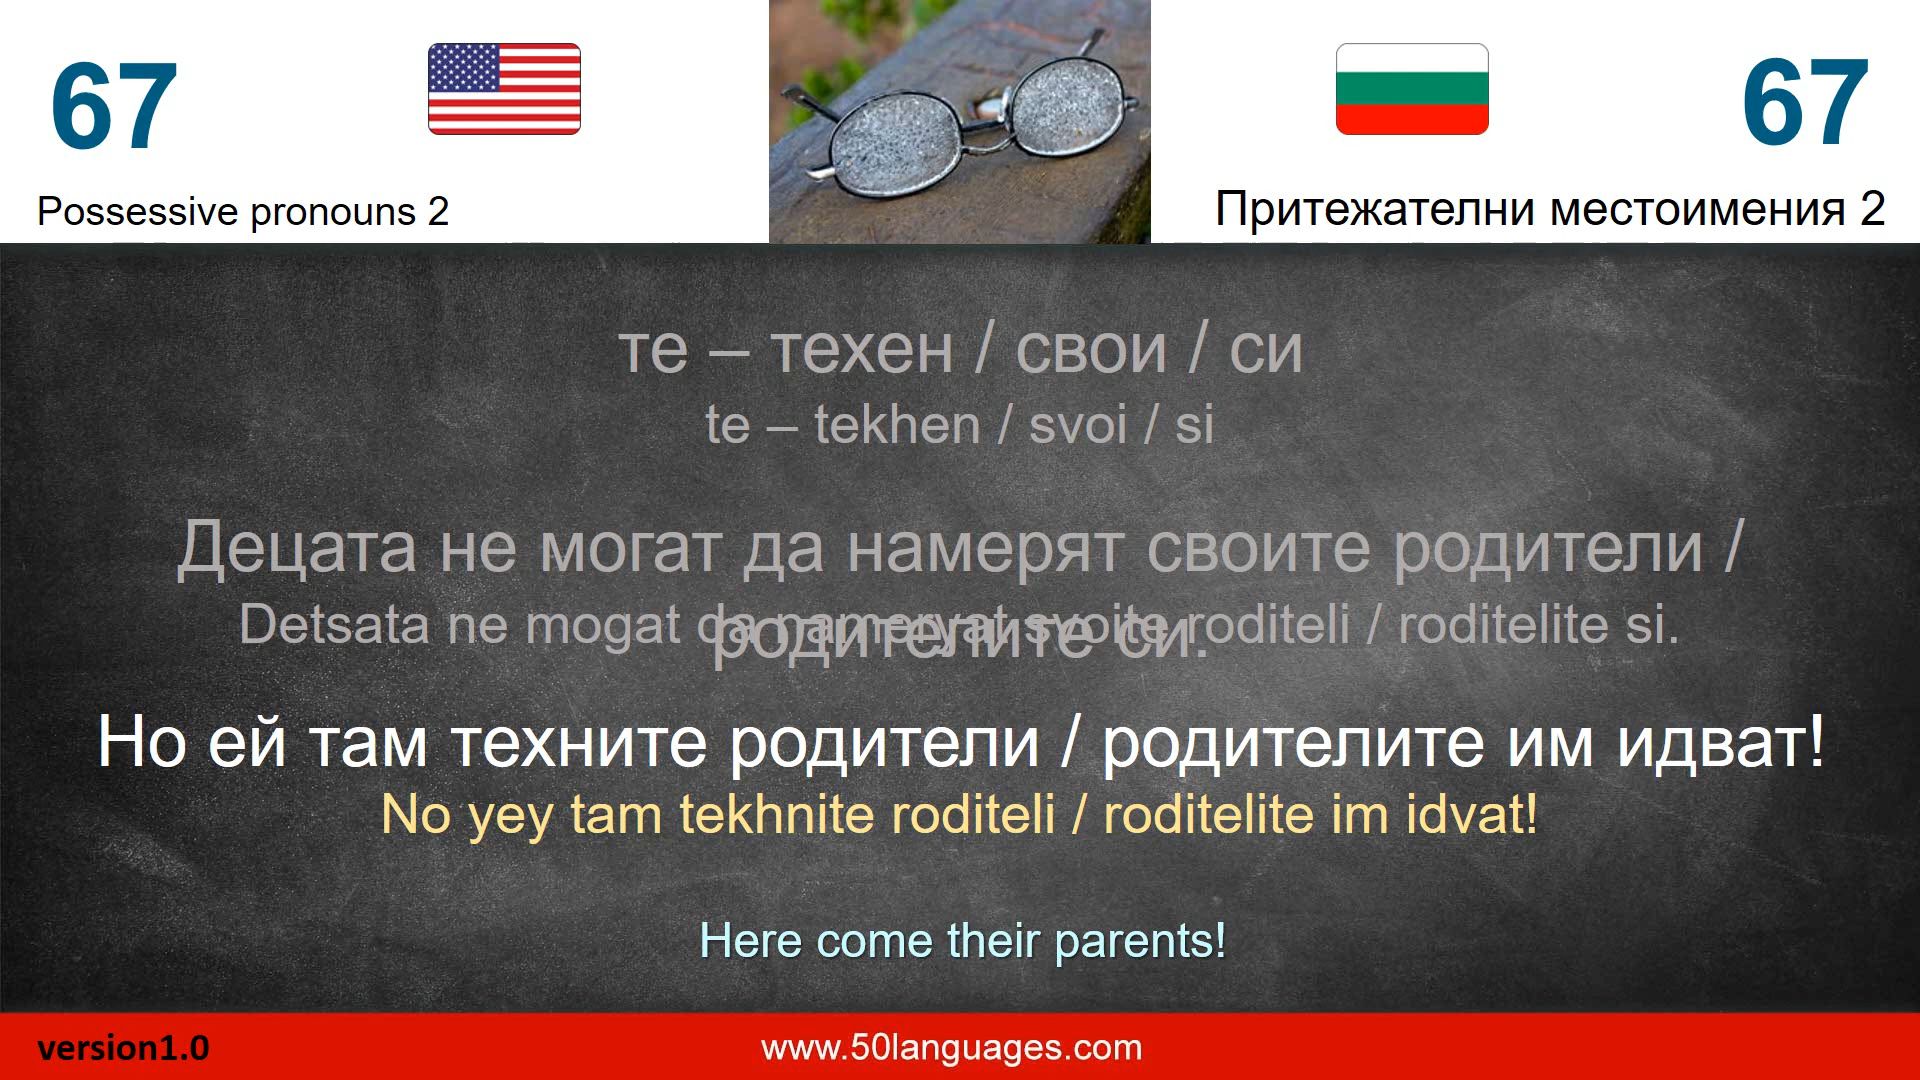 67
67
Possessive pronouns 2
Притежателни местоимения 2
те – техен / свои / си
te – tekhen / svoi / si
Децата не могат да намерят своите родители /
родителите си.
Detsata ne mogat da nameryat svoite roditeli / roditelite si.
Но ей там техните родители / родителите им идват!
No yey tam tekhnite roditeli / roditelite im idvat!
Here come their parents!
version1.0
www.50languages.com